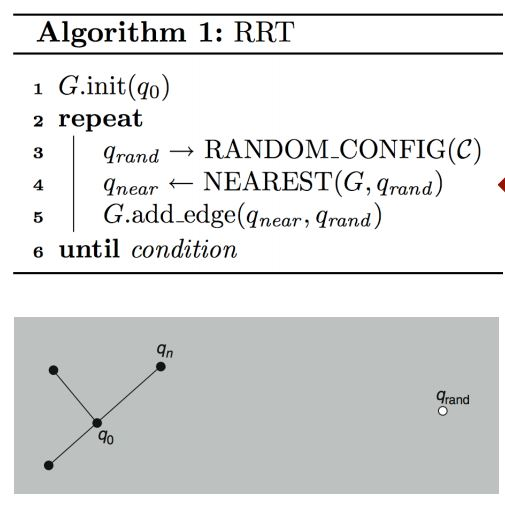 Algorithm 1: RRT
1 G.init(q0)
2 repeat
3 qrand → RANDOM_CONFIG(C)
4 qnear ← NEAREST(G, qrand)
5 G.add_edge(qnear, qrand)
6 until condition
qn
qrand
q0